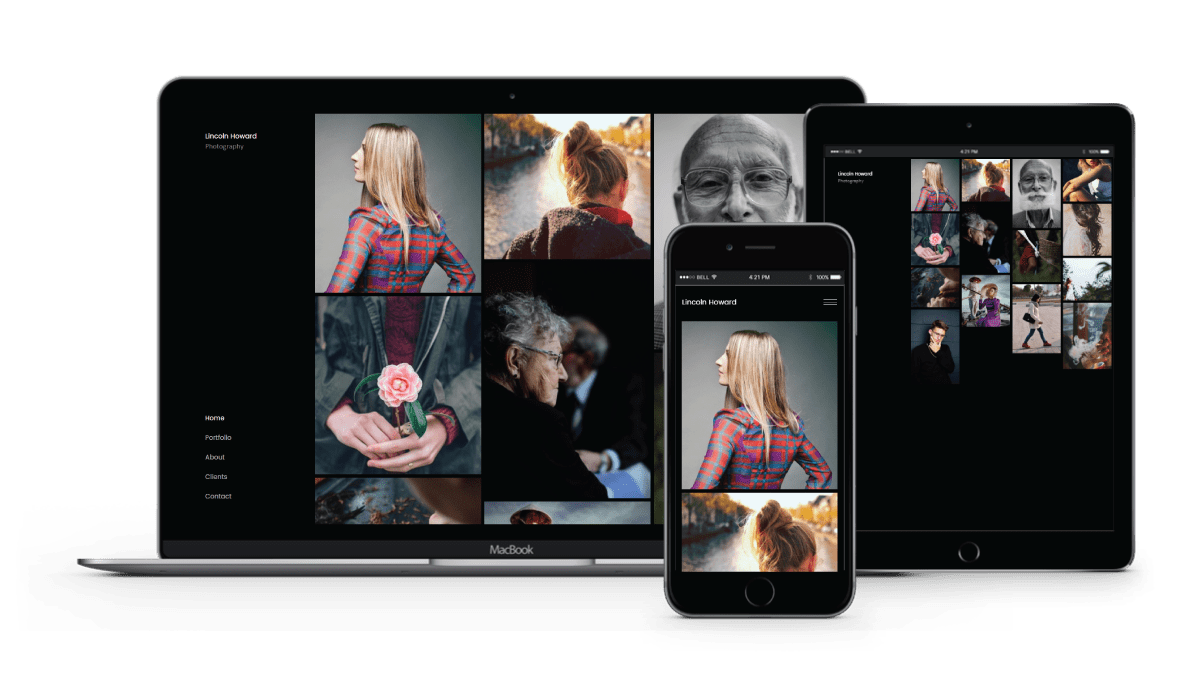 Lincoln Howard
Photography
Home
Portfolio
About
Clients
Contact
MacBook
BELL 4:21 PM 100%
Lincoln Howard
BELL 4:21 PM 100%
Lincoln Howard
Photography